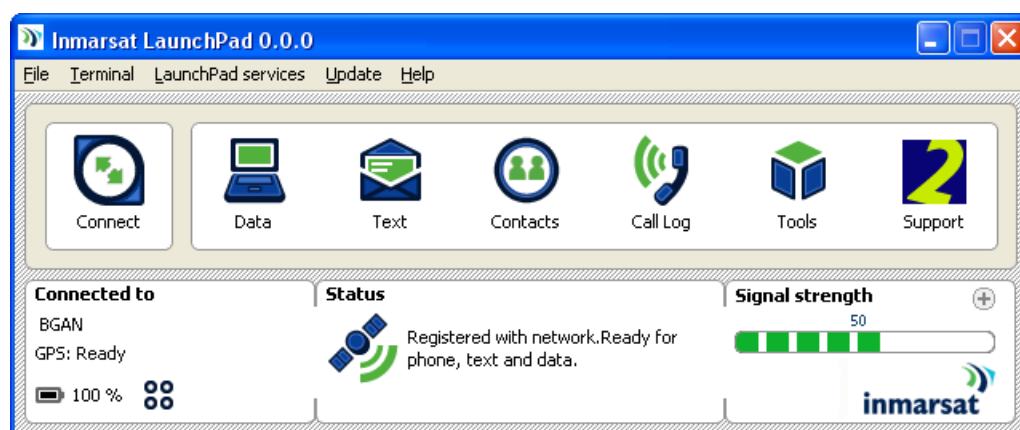 Inmarsat LaunchPad 0.0.0
File Terminal LaunchPad services Update Help
Connect Data Text Contacts Call Log Tools Support
Connected to
BGAN
GPS: Ready
100 %
Status
Registered with network.Ready for
phone, text and data.
Signal strength
50
inmarsat